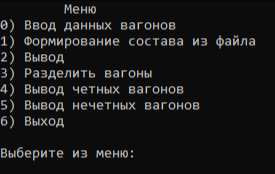 Меню
0) Ввод данных вагонов
1) Формирование состава из файла
2) Вывод
3) Разделить вагоны
4) Вывод четных вагонов
5) Вывод нечетных вагонов
6) Выход
Выберите из меню: